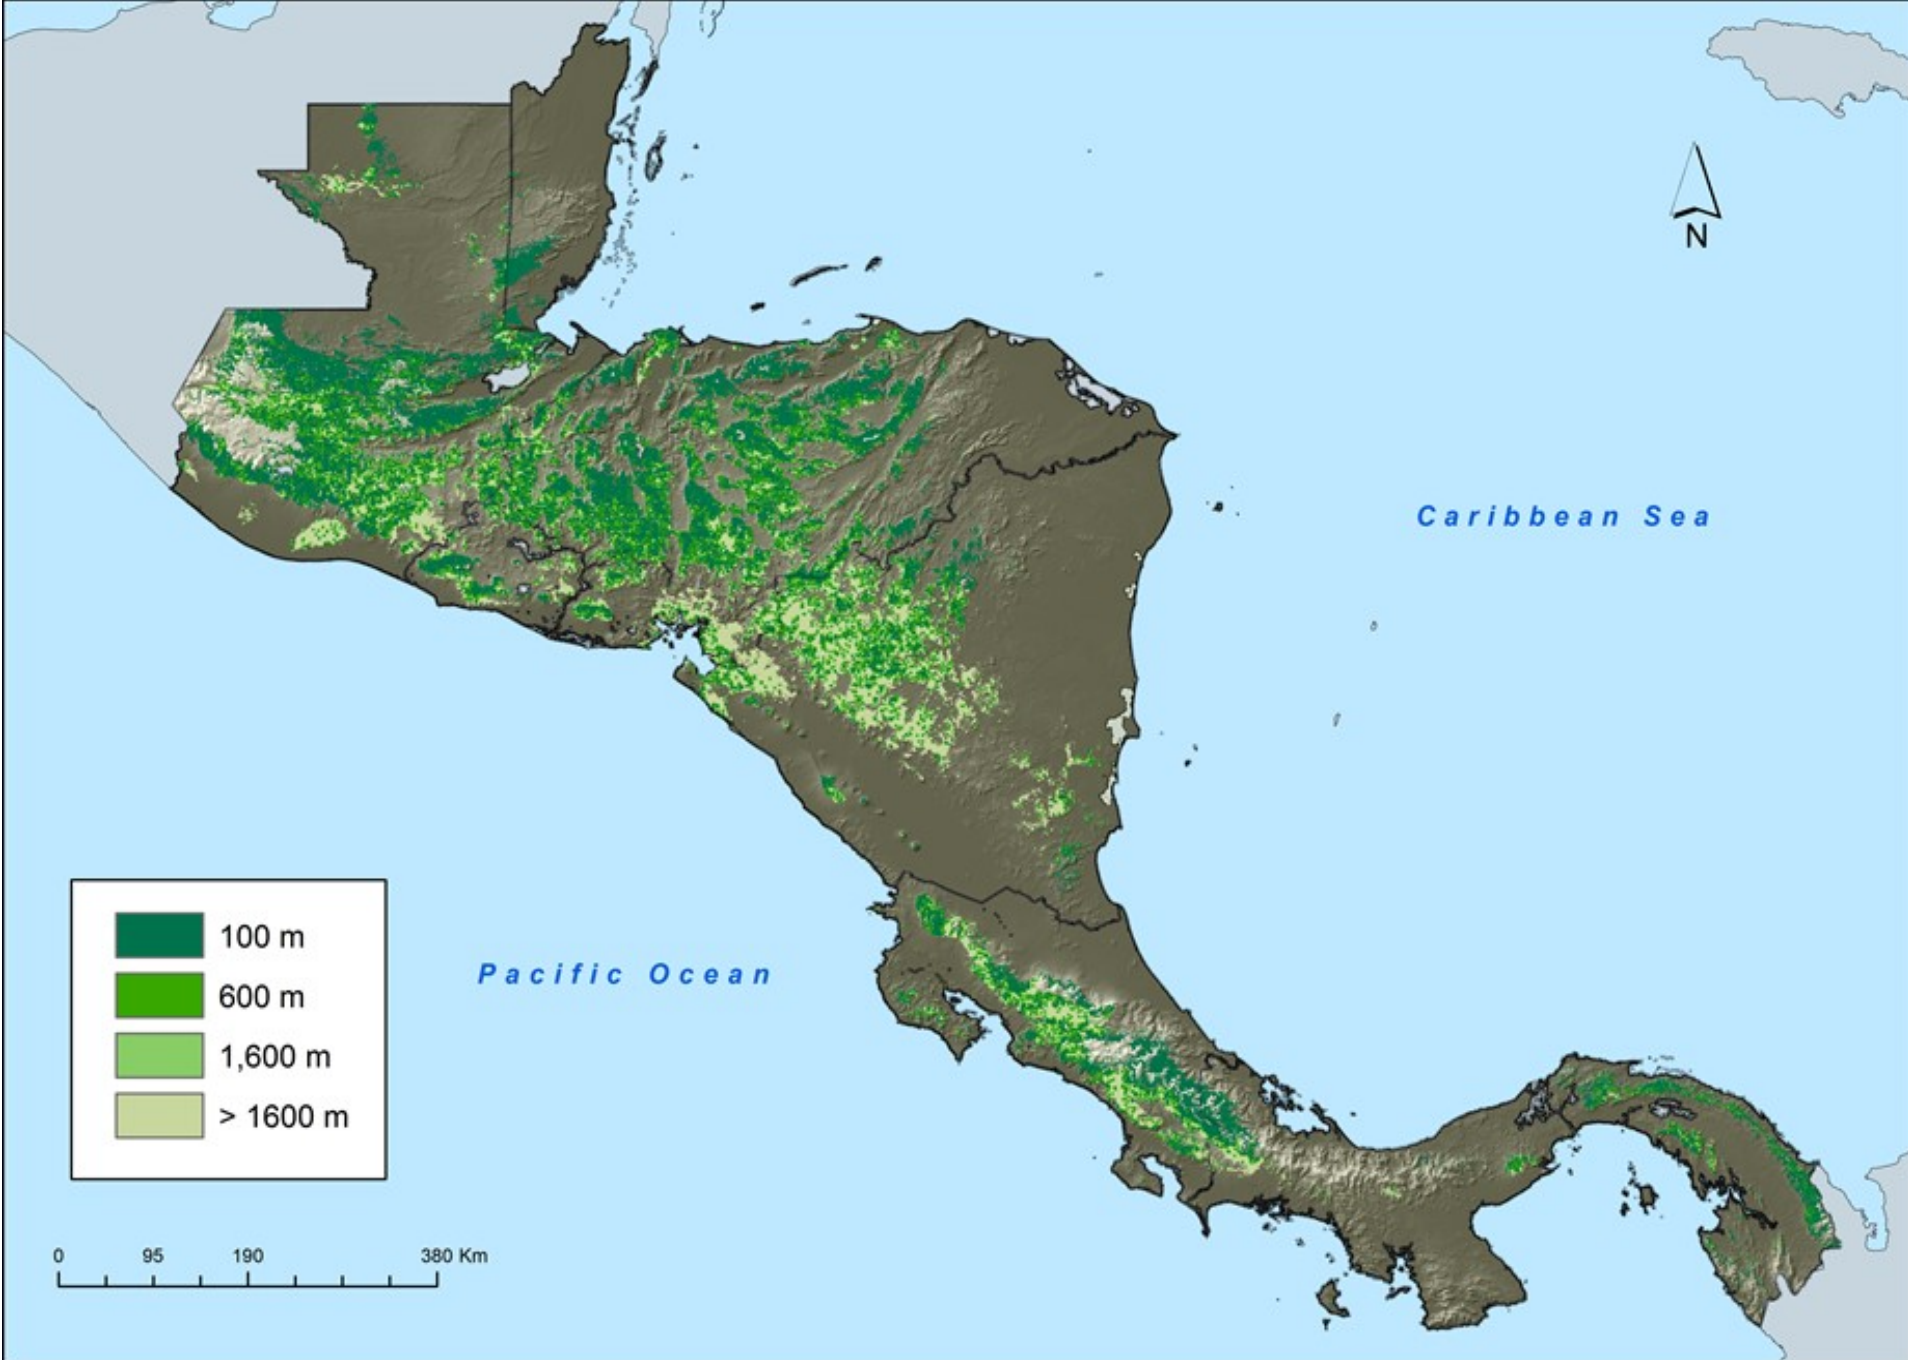 N
Caribbean Sea
100 m
600 m
Pacific Ocean
1,600 m
> 1600 m
0 95 190 380 Km